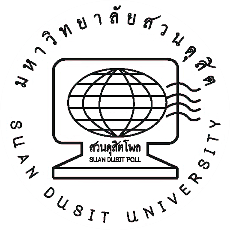 มหาวิทยาลัยสวนดุสิต
สวนดุสิตโพล
SUAN DUSIT POLL
SUAN DUSIT UNIVERSITY